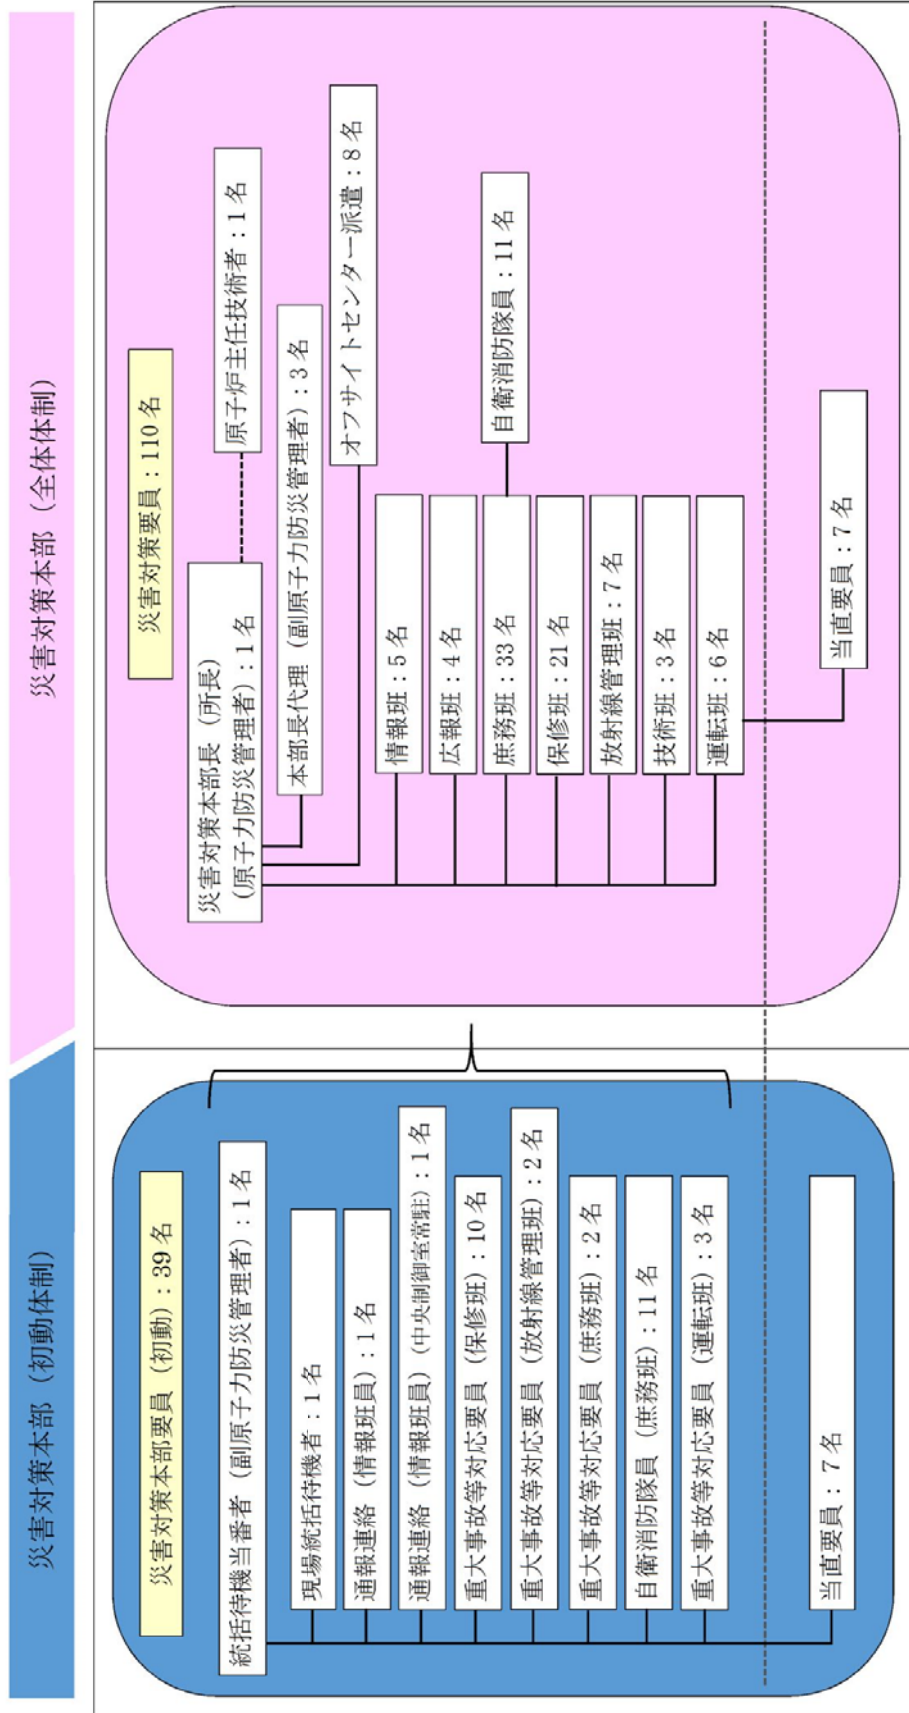 災害対策本部（初動体制）
災害対策本部要員（初動）：39名
統括待機当番者（副原子力防災管理者）：1名
現場統括待機者：1名
通報連絡（情報班員）：1名
通報連絡（情報班員）（中央制御室常駐）：1名
重大事故等対応要員（保修班）：10名
重大事故等対応要員（放射線管理班）：2名
重大事故等対応要員（庶務班）：2名
自衛消防隊員（庶務班）：11名
重大事故等対応要員（運転班）：3名
当直要員：7名
災害対策本部（全体体制）
災害対策要員：110名
災害対策本部長（所長）
（原子力防災管理者）：1名
原子炉主任技術者：1名
本部長代理（副原子力防災管理者）：3名
オフサイトセンター派遣：8名
情報班：5名
広報班：4名
庶務班：33名
自衛消防隊員：11名
保修班：21名
放射線管理班：7名
技術班：3名
運転班：6名
当直要員：7名